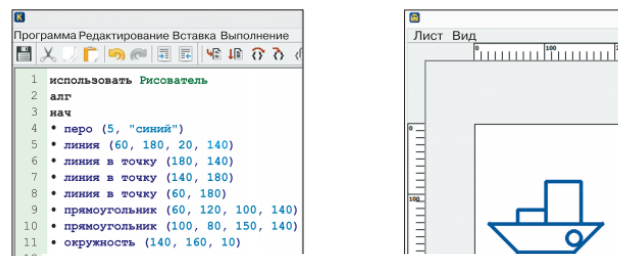 Программа Редактирование Вставка Выполнение
1 использовать Рисователь
2 алг
3 нач
4 • перо (5, "синий")
5 • линия (60, 180, 20, 140)
6 • линия в точку (180, 140)
7 • линия в точку (140, 180)
8 • линия в точку (60, 180)
9 • прямоугольник (60, 120, 100, 140)
10 • прямоугольник (100, 80, 150, 140)
11 • окружность (140, 160, 10)
Лист Вид
0 100
0
100